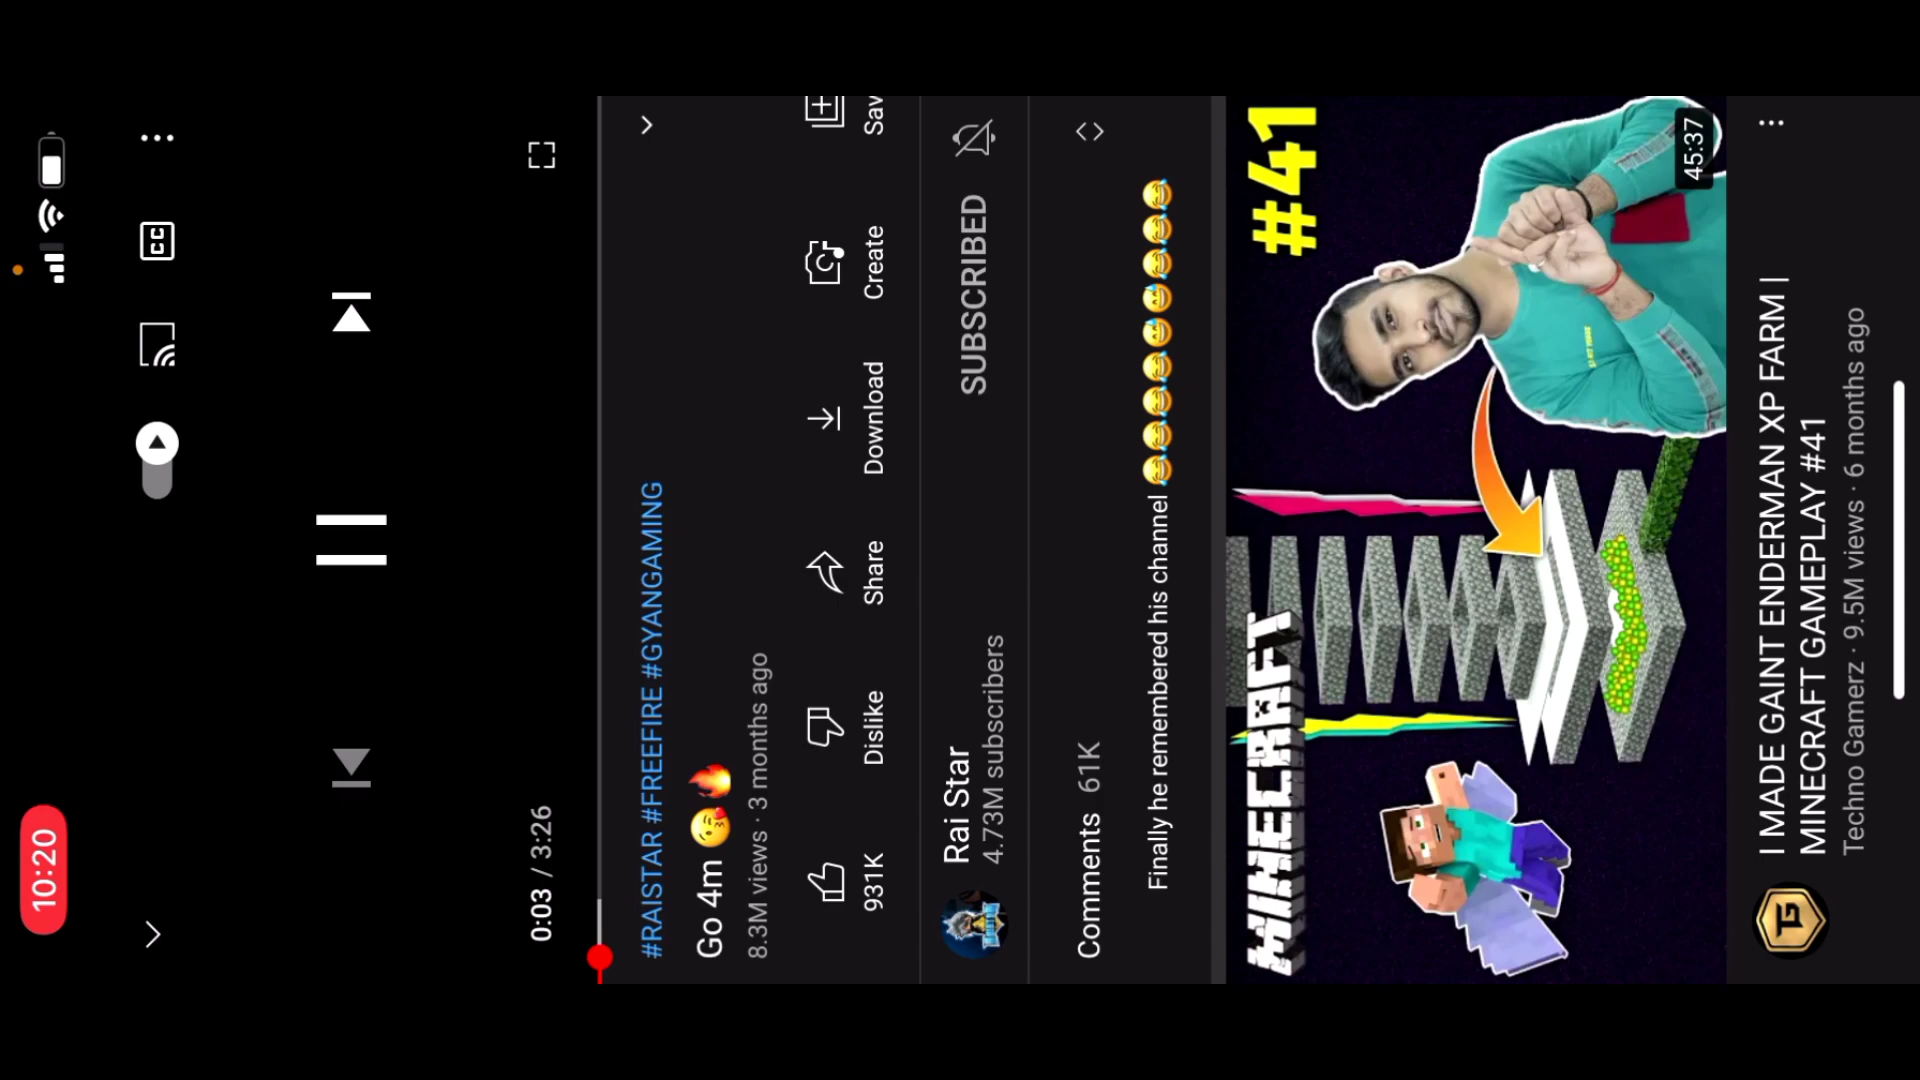 10:20
CC
0:03 / 3:26
#RAISTAR #FREEFIRE #GYANGAMING
Go 4m 😘 🔥
8.3M views · 3 months ago
931K
Dislike
Share
Download
Create
Sav
Rai Star
4.73M subscribers
SUBSCRIBED
Comments 61K
Finally he remembered his channel 😂😂😂😂😅😅😂😂😂
MINECRAFT
#41
45:37
TG
I MADE GAINT ENDERMAN XP FARM |
MINECRAFT GAMEPLAY #41
Techno Gamerz · 9.5M views · 6 months ago